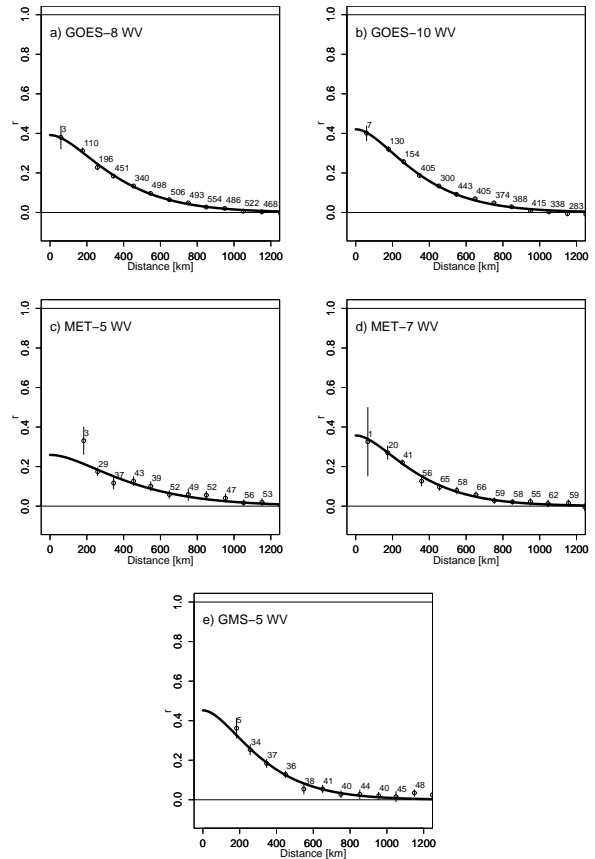 a) GOES−8 WV
r
0.0 0.2 0.4 0.6 0.8 1.0
3 110 196 451 340 498 506 493 554 486 522 468
0 200 400 600 800 1000 1200
Distance [km]
b) GOES−10 WV
r
0.0 0.2 0.4 0.6 0.8 1.0
7 130 154 405 300 443 405 374 388 415 338 283
0 200 400 600 800 1000 1200
Distance [km]
c) MET−5 WV
r
0.0 0.2 0.4 0.6 0.8 1.0
3 29 37 43 39 52 49 52 47 56 53
0 200 400 600 800 1000 1200
Distance [km]
d) MET−7 WV
r
0.0 0.2 0.4 0.6 0.8 1.0
1 20 41 56 65 58 66 59 58 55 62 59
0 200 400 600 800 1000 1200
Distance [km]
e) GMS−5 WV
r
0.0 0.2 0.4 0.6 0.8 1.0
5 34 37 36 38 41 40 44 40 45 48
0 200 400 600 800 1000 1200
Distance [km]